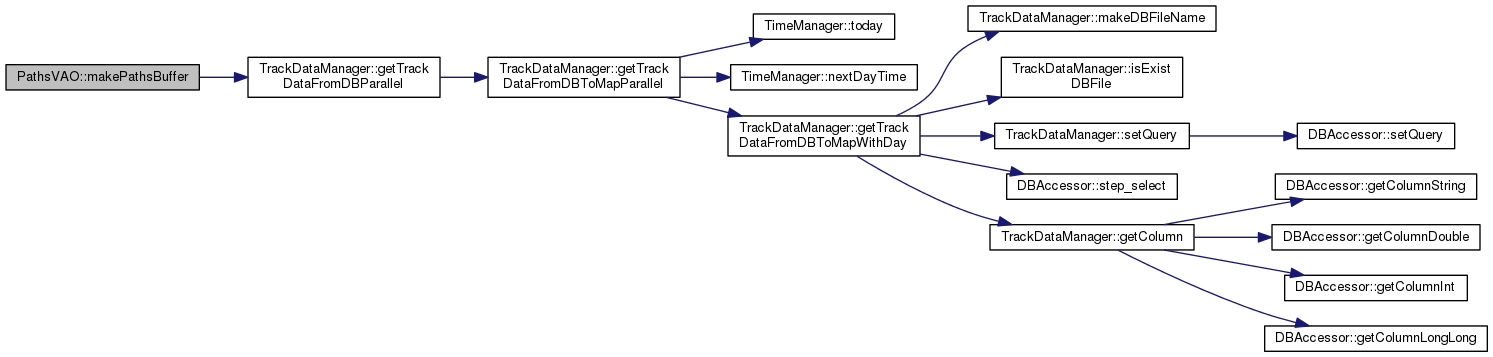 PathsVAO::makePathsBuffer
TrackDataManager::getTrack
DataFromDBParallel
TrackDataManager::getTrack
DataFromDBToMapParallel
TimeManager::today
TimeManager::nextDayTime
TrackDataManager::getTrack
DataFromDBToMapWithDay
TrackDataManager::makeDBFileName
TrackDataManager::isExist
DBFile
TrackDataManager::setQuery
DBAccessor::setQuery
DBAccessor::step_select
TrackDataManager::getColumn
DBAccessor::getColumnString
DBAccessor::getColumnDouble
DBAccessor::getColumnInt
DBAccessor::getColumnLongLong